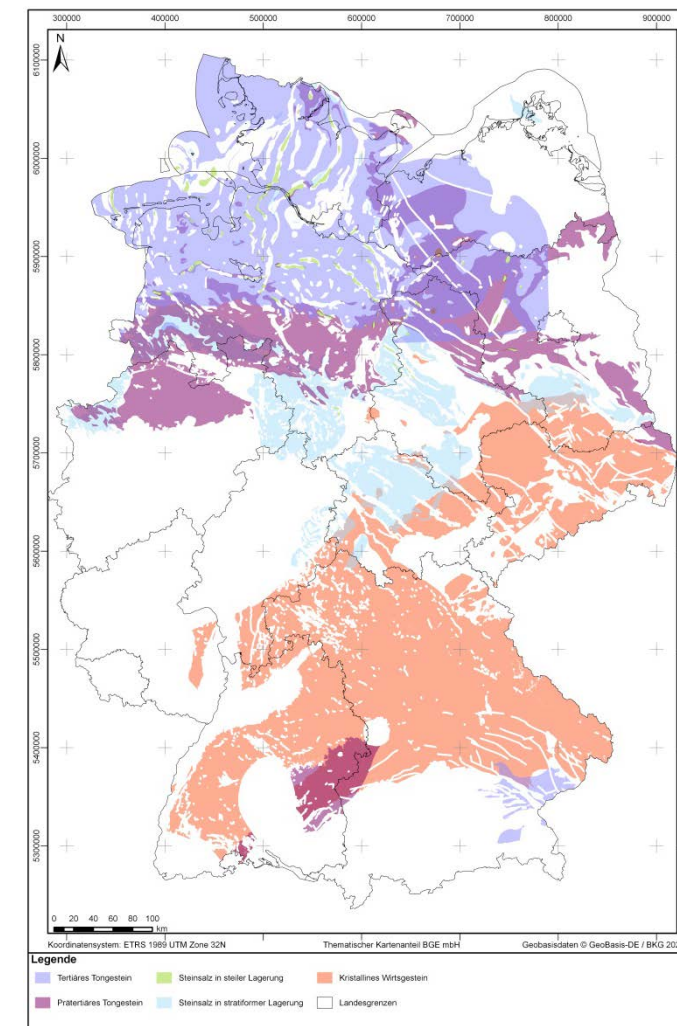 300000 400000 500000 600000 700000 800000 900000
N
6100000
6000000
5900000
5800000
5700000
5600000
5500000
5400000
5300000
0 20 40 60 80 100
km
Koordinatensystem: ETRS 1989 UTM Zone 32N Thematischer Kartenanteil BGE mbH Geobasisdaten © GeoBasis-DE / BKG 202
Legende
Tertiäres Tongestein Steinsalz in steiler Lagerung Kristallines Wirtsgestein
Prätertiäres Tongestein Steinsalz in stratiformer Lagerung Landesgrenzen